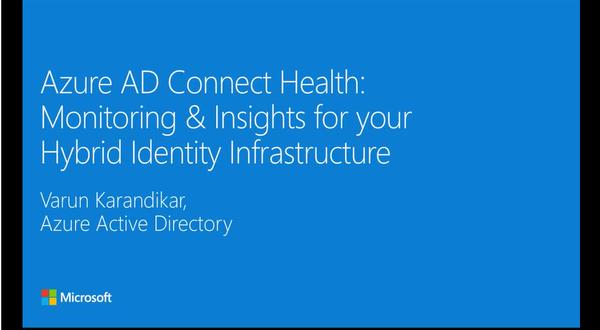 Azure AD Connect Health:
Monitoring & Insights for your
Hybrid Identity Infrastructure
Varun Karandikar,
Azure Active Directory
Microsoft